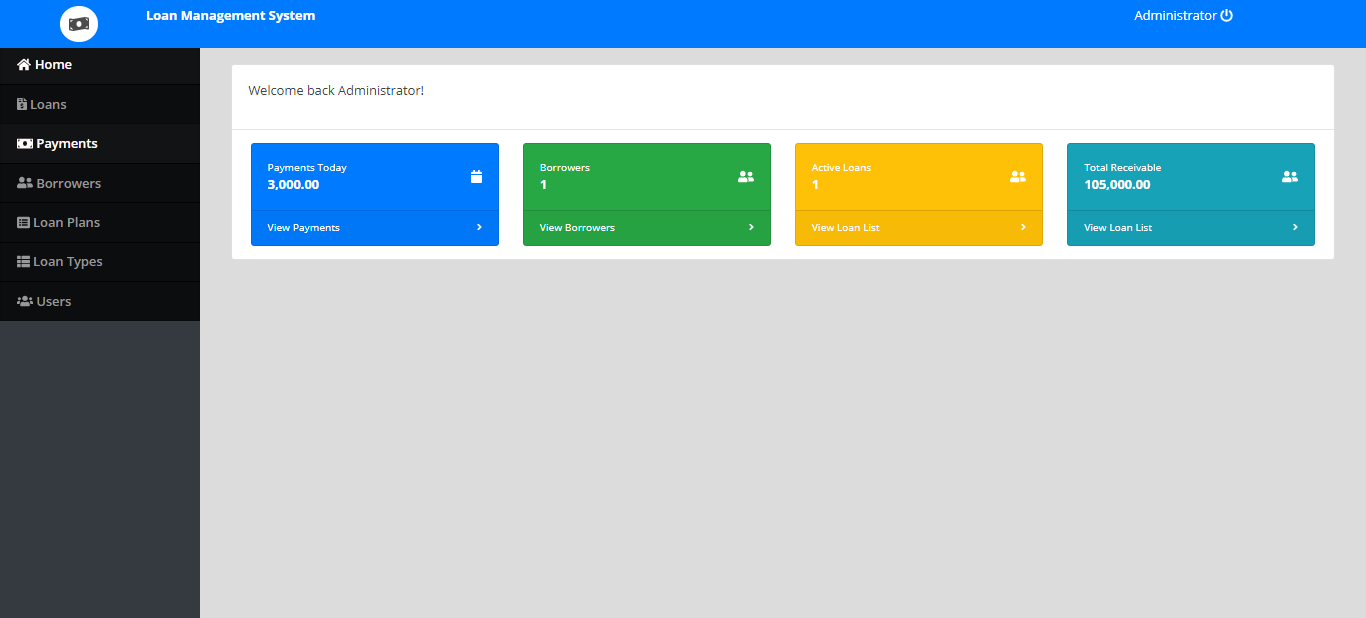 Loan Management System
Administrator
Home
Loans
Payments
Borrowers
Loan Plans
Loan Types
Users
Welcome back Administrator!
Payments Today
3,000.00
View Payments
Borrowers
1
View Borrowers
Active Loans
1
View Loan List
Total Receivable
105,000.00
View Loan List